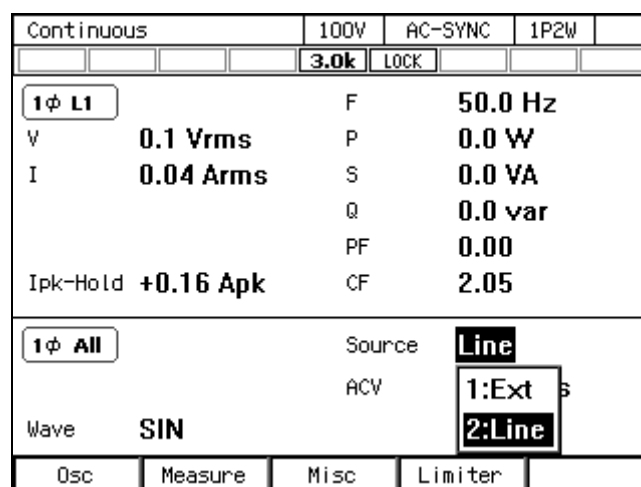 Continuous 100V AC-SYNC 1P2W
3.0k LOCK
1ϕ L1 F 50.0 Hz
V 0.1 Vrms P 0.0 W
I 0.04 Arms S 0.0 VA
Q 0.0 var
PF 0.00
Ipk-Hold +0.16 Apk CF 2.05
1ϕ All Source Line
ACV s
1:Ext
Wave SIN 2:Line
Osc Measure Misc Limiter